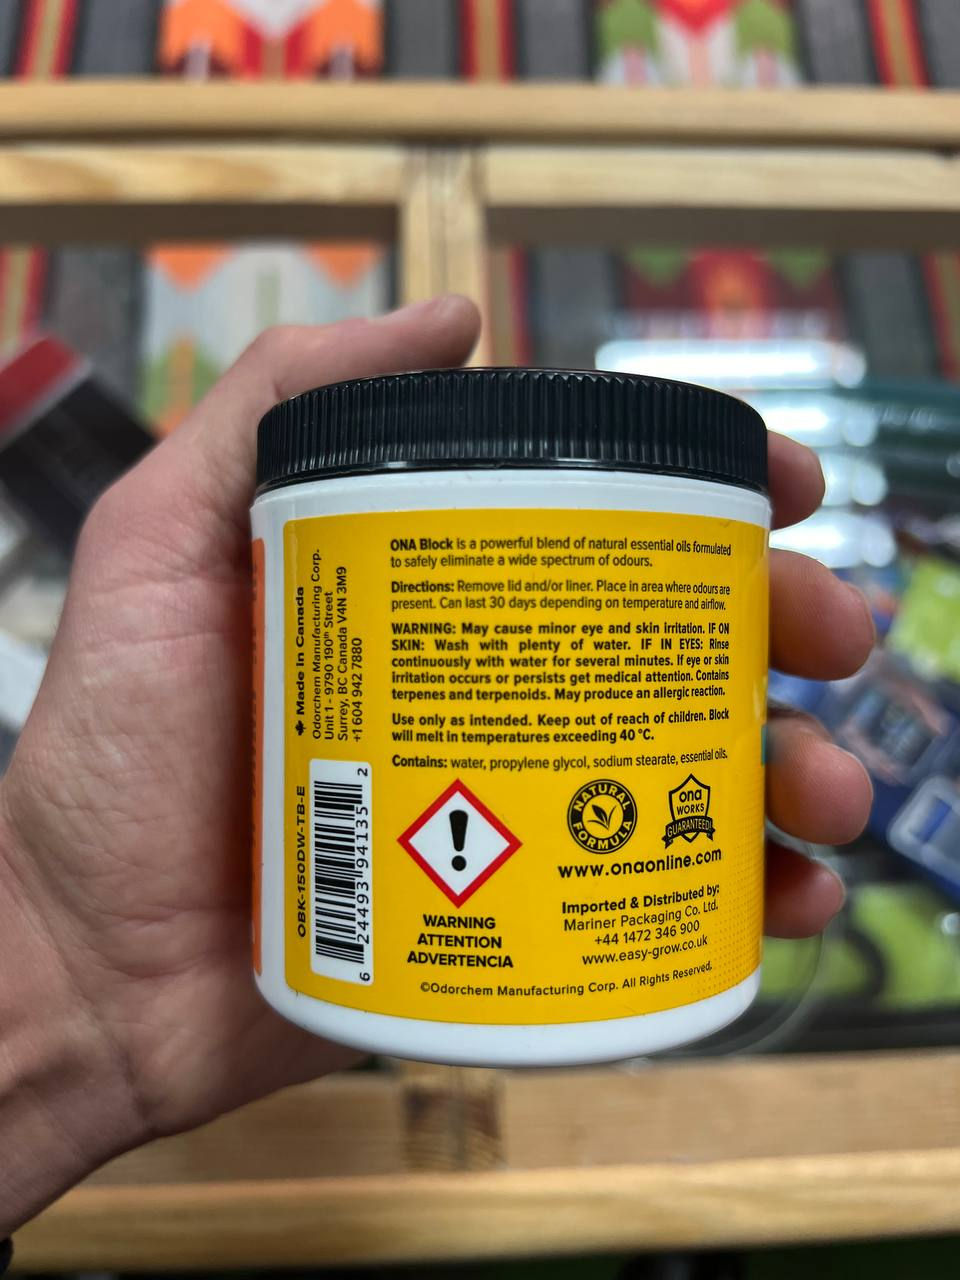 ONA Block is a powerful blend of natural essential oils formulated
to safely eliminate a wide spectrum of odours.
Directions: Remove lid and/or liner. Place in area where odours are
present. Can last 30 days depending on temperature and airflow.
WARNING: May cause minor eye and skin irritation. IF ON
SKIN: Wash with plenty of water. IF IN EYES: Rinse
continuously with water for several minutes. If eye or skin
irritation occurs or persists get medical attention. Contains
terpenes and terpenoids. May produce an allergic reaction.
Use only as intended. Keep out of reach of children. Block
will melt in temperatures exceeding 40 °C.
Contains: water, propylene glycol, sodium stearate, essential oils.
NATURAL
FORMULA
ona
WORKS
GUARANTEED!
www.onaonline.com
WARNING
ATTENTION
ADVERTENCIA
Imported & Distributed by:
Mariner Packaging Co. Ltd.
+44 1472 346 900
www.easy-grow.co.uk
©Odorchem Manufacturing Corp. All Rights Reserved.
Made in Canada
Odorchem Manufacturing Corp.
Unit 1 - 9790 190th Street
Surrey, BC Canada V4N 3M9
+1 604 942 7880
OBK-150DW-TB-E
6 24493 94135 2